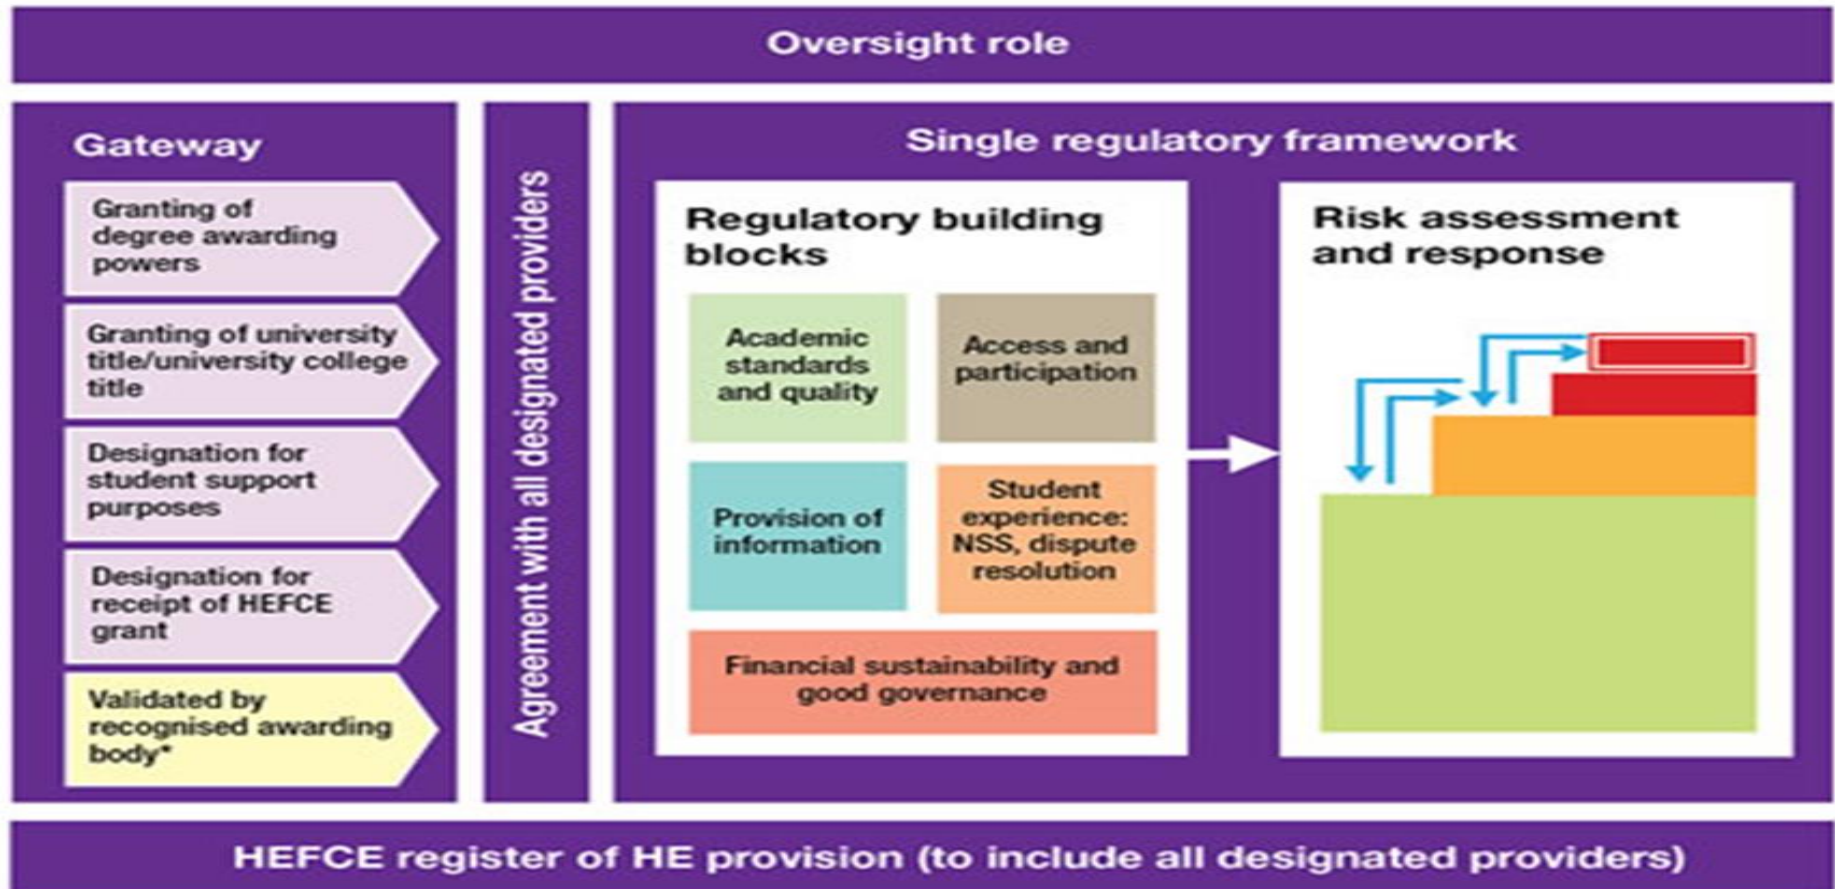 Oversight role
Gateway
Granting of
degree awarding
powers
Granting of university
title/university college
title
Designation for
student support
purposes
Designation for
receipt of HEFCE
grant
Validated by
recognised awarding
body*
Agreement with all designated providers
Single regulatory framework
Regulatory building
blocks
Academic
standards
and quality
Access and
participation
Provision of
information
Student
experience:
NSS, dispute
resolution
Financial sustainability and
good governance
Risk assessment
and response
HEFCE register of HE provision (to include all designated providers)